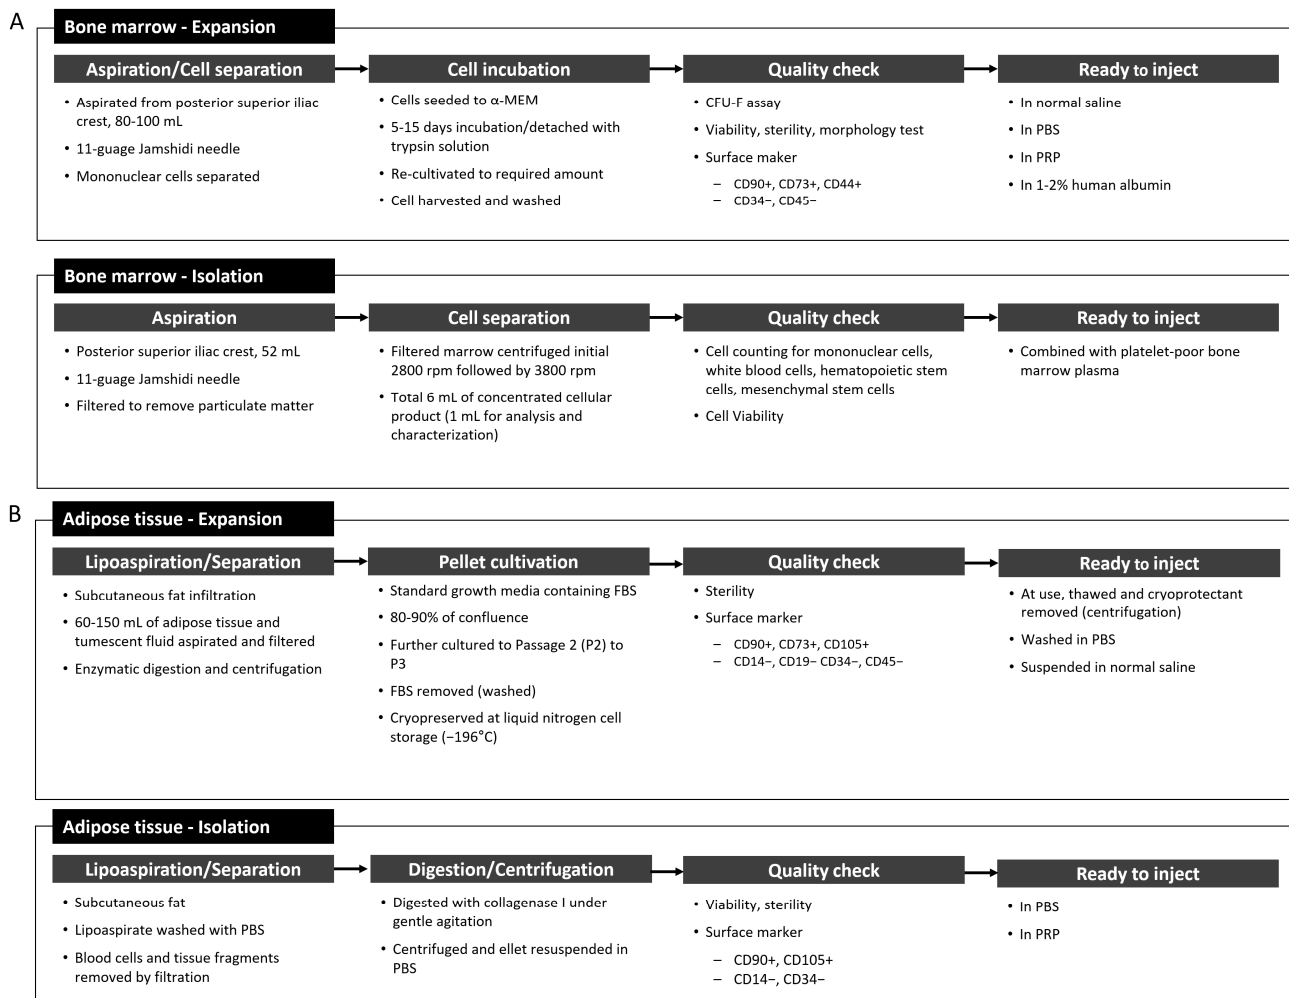 A
Bone marrow - Expansion
Aspiration/Cell separation
• Aspirated from posterior superior iliac
crest, 80-100 mL
• 11-guage Jamshidi needle
• Mononuclear cells separated
Cell incubation
• Cells seeded to α-MEM
• 5-15 days incubation/detached with
trypsin solution
• Re-cultivated to required amount
• Cell harvested and washed
Quality check
• CFU-F assay
• Viability, sterility, morphology test
• Surface maker
– CD90+, CD73+, CD44+
– CD34−, CD45−
Ready to inject
• In normal saline
• In PBS
• In PRP
• In 1-2% human albumin
Bone marrow - Isolation
Aspiration
• Posterior superior iliac crest, 52 mL
• 11-guage Jamshidi needle
• Filtered to remove particulate matter
Cell separation
• Filtered marrow centrifuged initial
2800 rpm followed by 3800 rpm
• Total 6 mL of concentrated cellular
product (1 mL for analysis and
characterization)
Quality check
• Cell counting for mononuclear cells,
white blood cells, hematopoietic stem
cells, mesenchymal stem cells
• Cell Viability
Ready to inject
• Combined with platelet-poor bone
marrow plasma
B
Adipose tissue - Expansion
Lipoaspiration/Separation
• Subcutaneous fat infiltration
• 60-150 mL of adipose tissue and
tumescent fluid aspirated and filtered
• Enzymatic digestion and centrifugation
Pellet cultivation
• Standard growth media containing FBS
• 80-90% of confluence
• Further cultured to Passage 2 (P2) to
P3
• FBS removed (washed)
• Cryopreserved at liquid nitrogen cell
storage (−196°C)
Quality check
• Sterility
• Surface marker
– CD90+, CD73+, CD105+
– CD14−, CD19− CD34−, CD45−
Ready to inject
• At use, thawed and cryoprotectant
removed (centrifugation)
• Washed in PBS
• Suspended in normal saline
Adipose tissue - Isolation
Lipoaspiration/Separation
• Subcutaneous fat
• Lipoaspirate washed with PBS
• Blood cells and tissue fragments
removed by filtration
Digestion/Centrifugation
• Digested with collagenase I under
gentle agitation
• Centrifuged and ellet resuspended in
PBS
Quality check
• Viability, sterility
• Surface marker
– CD90+, CD105+
– CD14−, CD34−
Ready to inject
• In PBS
• In PRP